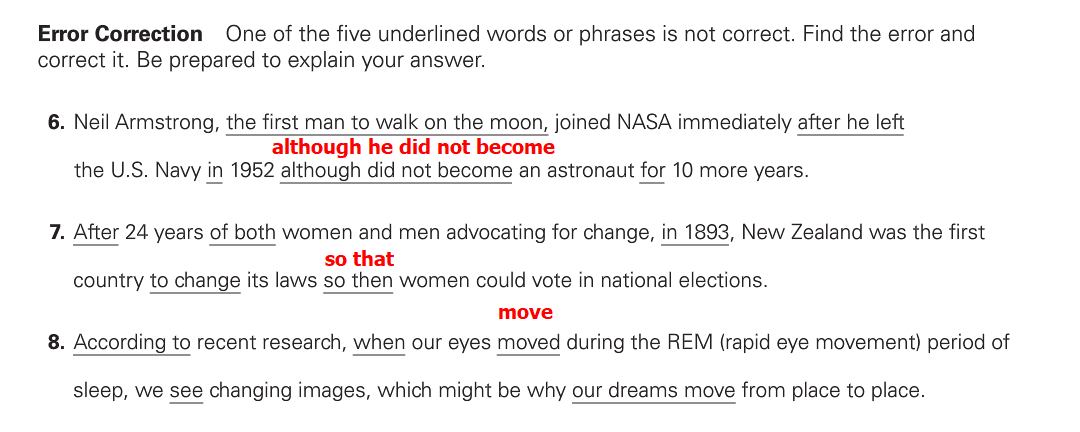 Error Correction One of the five underlined words or phrases is not correct. Find the error and
correct it. Be prepared to explain your answer.
6. Neil Armstrong, the first man to walk on the moon, joined NASA immediately after he left
although he did not become
the U.S. Navy in 1952 although did not become an astronaut for 10 more years.
7. After 24 years of both women and men advocating for change, in 1893, New Zealand was the first
so that
country to change its laws so then women could vote in national elections.
move
8. According to recent research, when our eyes moved during the REM (rapid eye movement) period of
sleep, we see changing images, which might be why our dreams move from place to place.